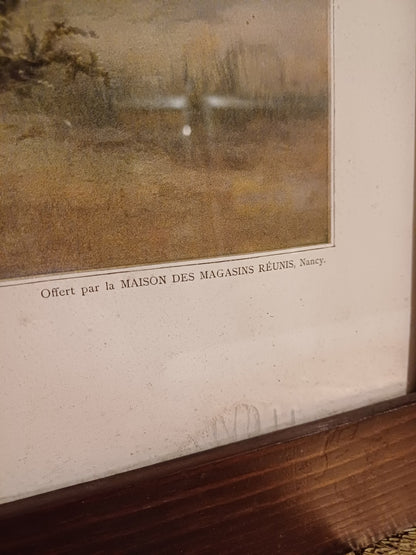 Offert par la MAISON DES MAGASINS RÉUNIS, Nancy.